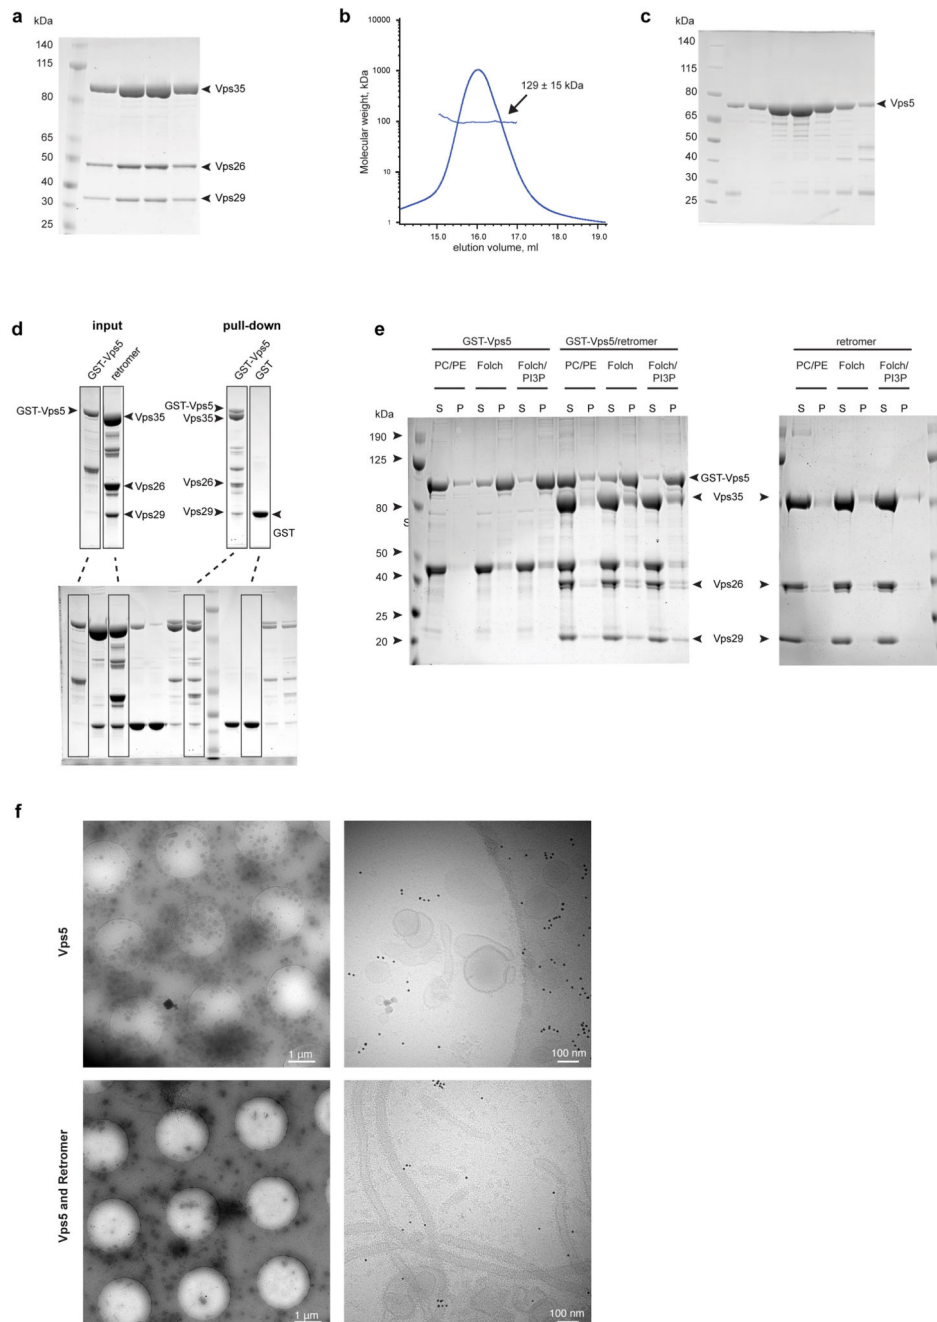 a
kDa
140
115
80
65
50
40
30
25
Vps35
Vps26
Vps29
b
Molecular weight, kDa
10000
1000
100
10
1
129 ± 15 kDa
15.0 16.0 17.0 18.0 19.0
elution volume, ml
c
kDa
140
115
80
65
50
40
30
25
Vps5
d
input
pull-down
GST-Vps5
retromer
GST-Vps5
GST
GST-Vps5
Vps35
Vps26
Vps29
GST-Vps5
Vps35
Vps26
Vps29
GST
e
GST-Vps5 GST-Vps5/retromer retromer
PC/PE Folch Folch/PI3P PC/PE Folch Folch/PI3P PC/PE Folch Folch/PI3P
S P S P S P S P S P S P S P S P S P
kDa
190
125
80
S
50
40
25
20
GST-Vps5
Vps35
Vps26
Vps29
f
Vps5
1 µm
100 nm
Vps5 and Retromer
1 µm
100 nm